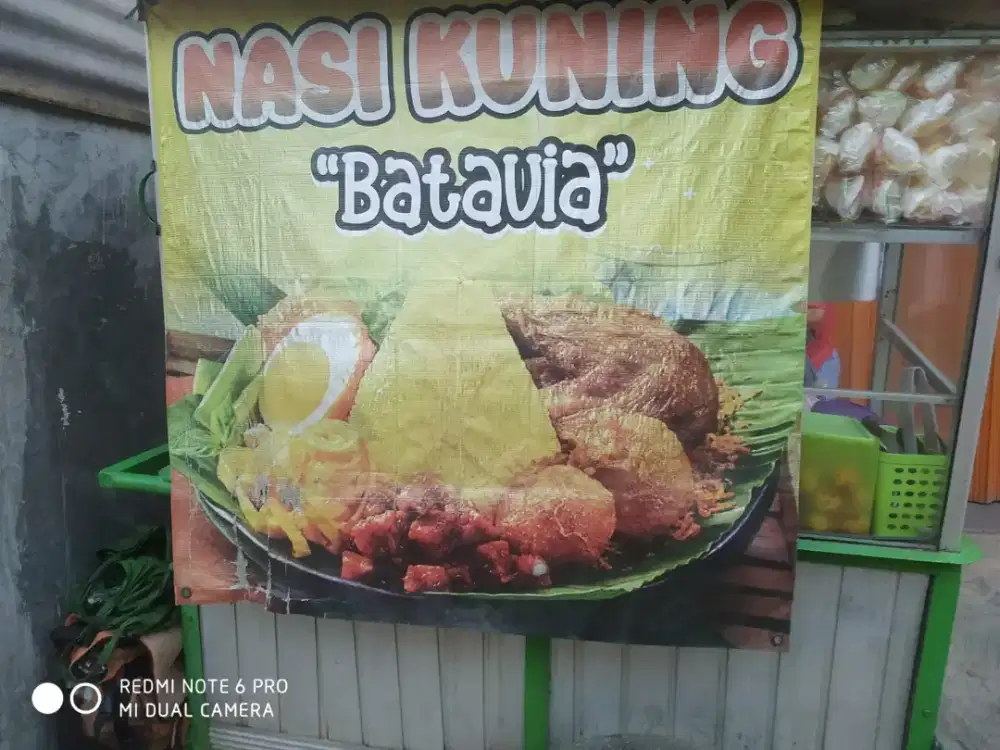 NASI KUNING
"Batavia"
REDMI NOTE 6 PRO
MI DUAL CAMERA